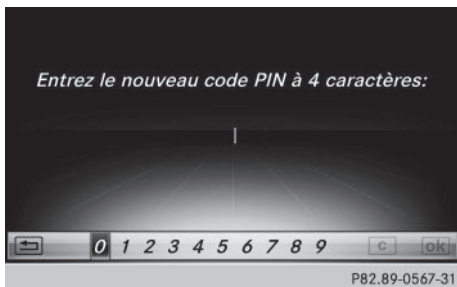 Entrez le nouveau code PIN à 4 caractères:
0 1 2 3 4 5 6 7 8 9 c ok
P82.89-0567-31